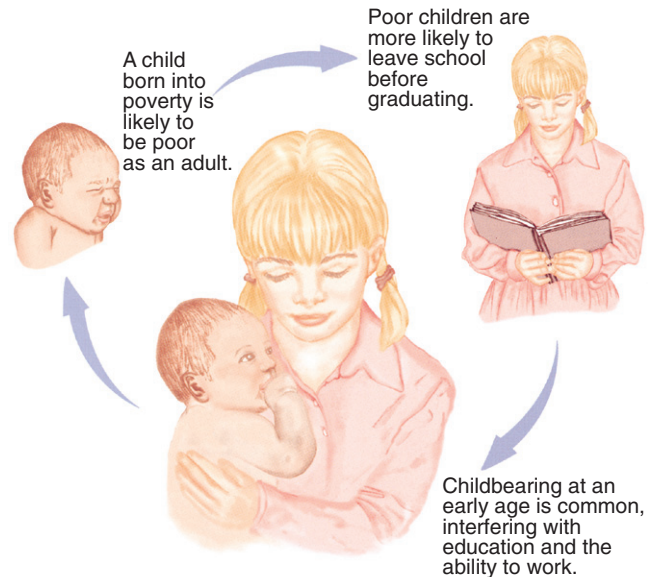 A child
born into
poverty is
likely to
be poor
as an adult.
Poor children are
more likely to
leave school
before
graduating.
Childbearing at an
early age is common,
interfering with
education and the
ability to work.